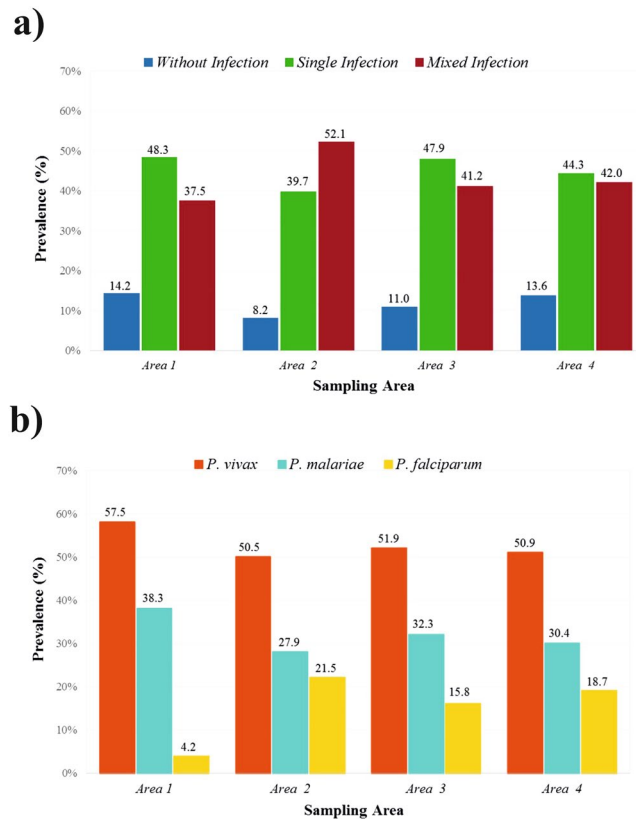 a)
Without Infection Single Infection Mixed Infection
Prevalence (%)
70%
60%
50%
40%
30%
20%
10%
0%
14.2 48.3 37.5
8.2 39.7 52.1
11.0 47.9 41.2
13.6 44.3 42.0
Area 1 Area 2 Area 3 Area 4
Sampling Area
b)
P. vivax P. malariae P. falciparum
Prevalence (%)
70%
60%
50%
40%
30%
20%
10%
0%
57.5 38.3 4.2
50.5 27.9 21.5
51.9 32.3 15.8
50.9 30.4 18.7
Area 1 Area 2 Area 3 Area 4
Sampling Area